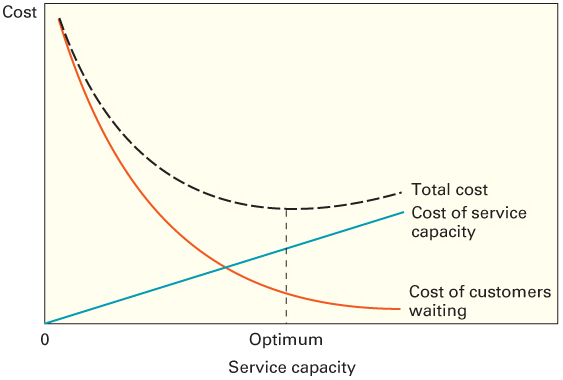 Cost
Total cost
Cost of service
capacity
Cost of customers
waiting
0
Optimum
Service capacity